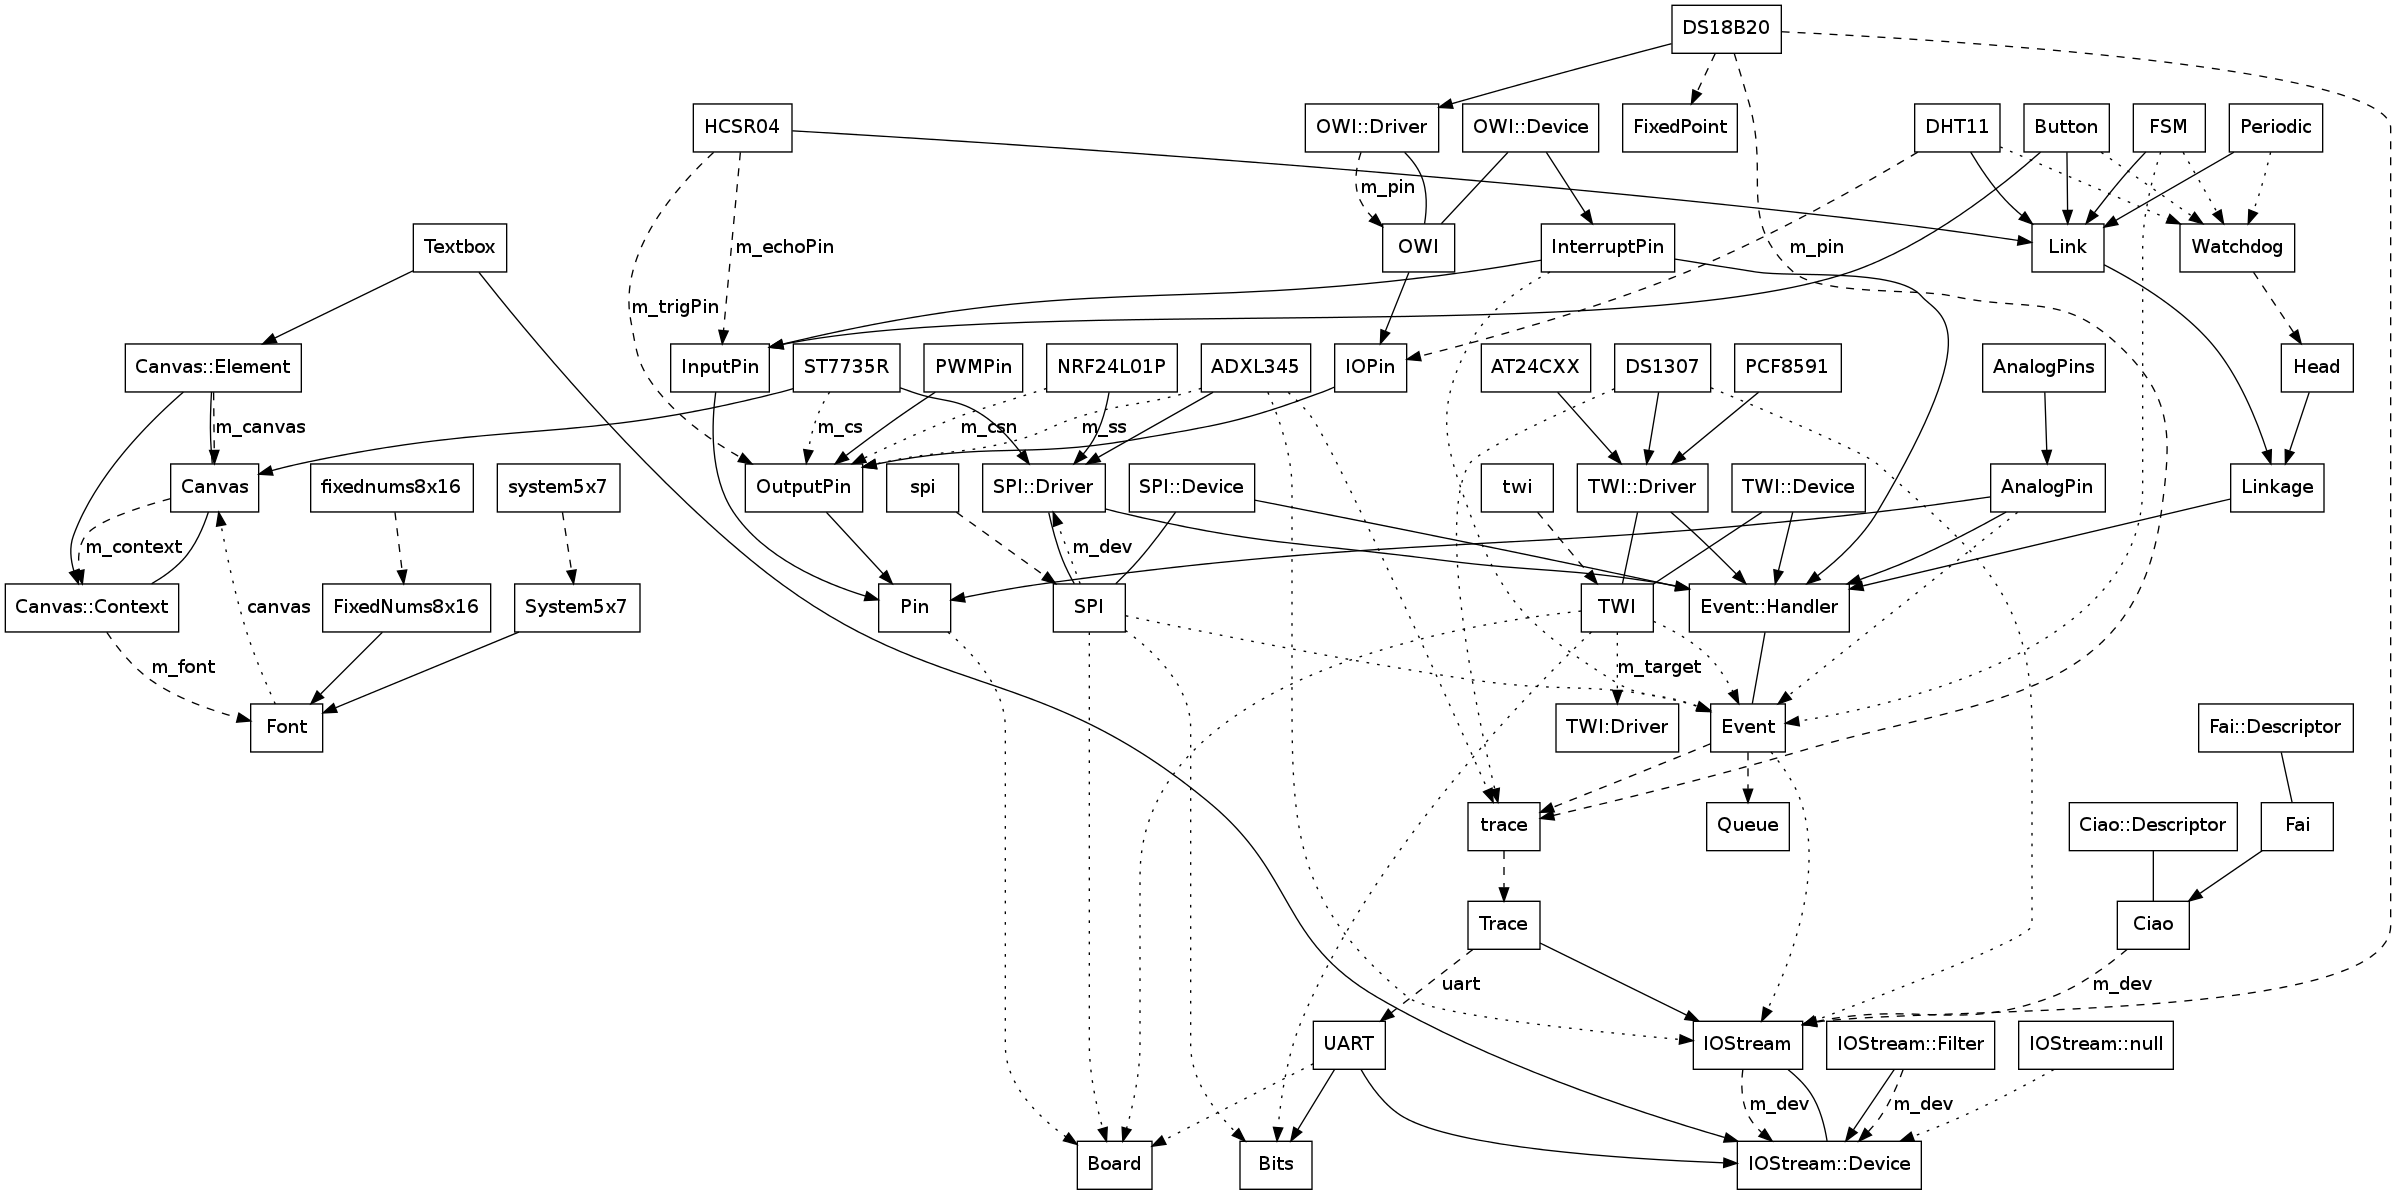 DS18B20
HCSR04
OWI::Driver
OWI::Device
FixedPoint
DHT11
Button
FSM
Periodic
m_pin
Textbox
m_echoPin
OWI
InterruptPin
m_pin
Link
Watchdog
m_trigPin
Canvas::Element
InputPin
ST7735R
PWMPin
NRF24L01P
ADXL345
IOPin
AT24CXX
DS1307
PCF8591
AnalogPins
Head
m_canvas
m_cs
m_csn
m_ss
Canvas
fixednums8x16
system5x7
OutputPin
spi
SPI::Driver
SPI::Device
twi
TWI::Driver
TWI::Device
AnalogPin
Linkage
m_context
m_dev
Canvas::Context
canvas
FixedNums8x16
System5x7
Pin
SPI
TWI
Event::Handler
m_font
m_target
Font
TWI:Driver
Event
Fai::Descriptor
trace
Queue
Ciao::Descriptor
Fai
Trace
Ciao
uart
m_dev
UART
IOStream
IOStream::Filter
IOStream::null
m_dev
m_dev
Board
Bits
IOStream::Device